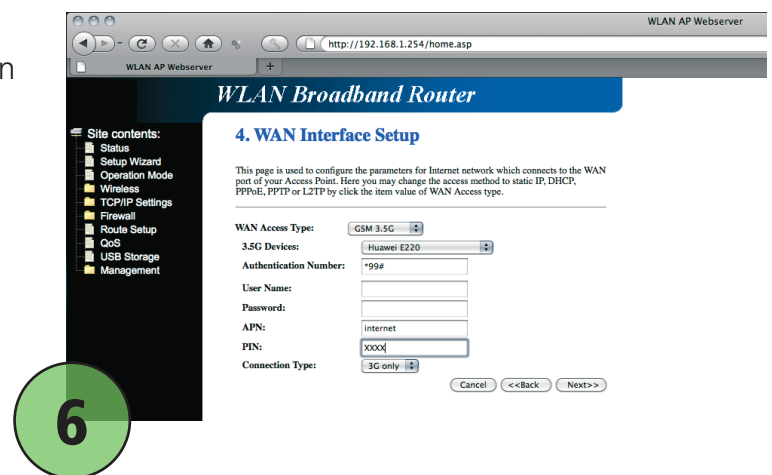 WLAN AP Webserver
http://192.168.1.254/home.asp
n
WLAN AP Webserver
+
WLAN Broadband Router
Site contents:
Status
Setup Wizard
Operation Mode
Wireless
TCP/IP Settings
Firewall
Route Setup
QoS
USB Storage
Management
4. WAN Interface Setup
This page is used to configure the parameters for Internet network which connects to the WAN
port of your Access Point. Here you may change the access method to static IP, DHCP,
PPPoE, PPTP or L2TP by click the item value of WAN Access type.
WAN Access Type: GSM 3.5G
3.5G Devices: Huawei E220
Authentication Number: *99#
User Name:
Password:
APN: internet
PIN: XXXX
Connection Type: 3G only
Cancel <<Back Next>>
6